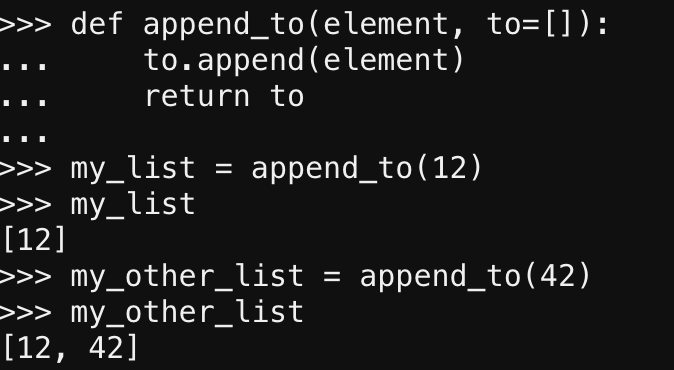 >>> def append_to(element, to=[]):
...     to.append(element)
...     return to
...
>>> my_list = append_to(12)
>>> my_list
[12]
>>> my_other_list = append_to(42)
>>> my_other_list
[12, 42]